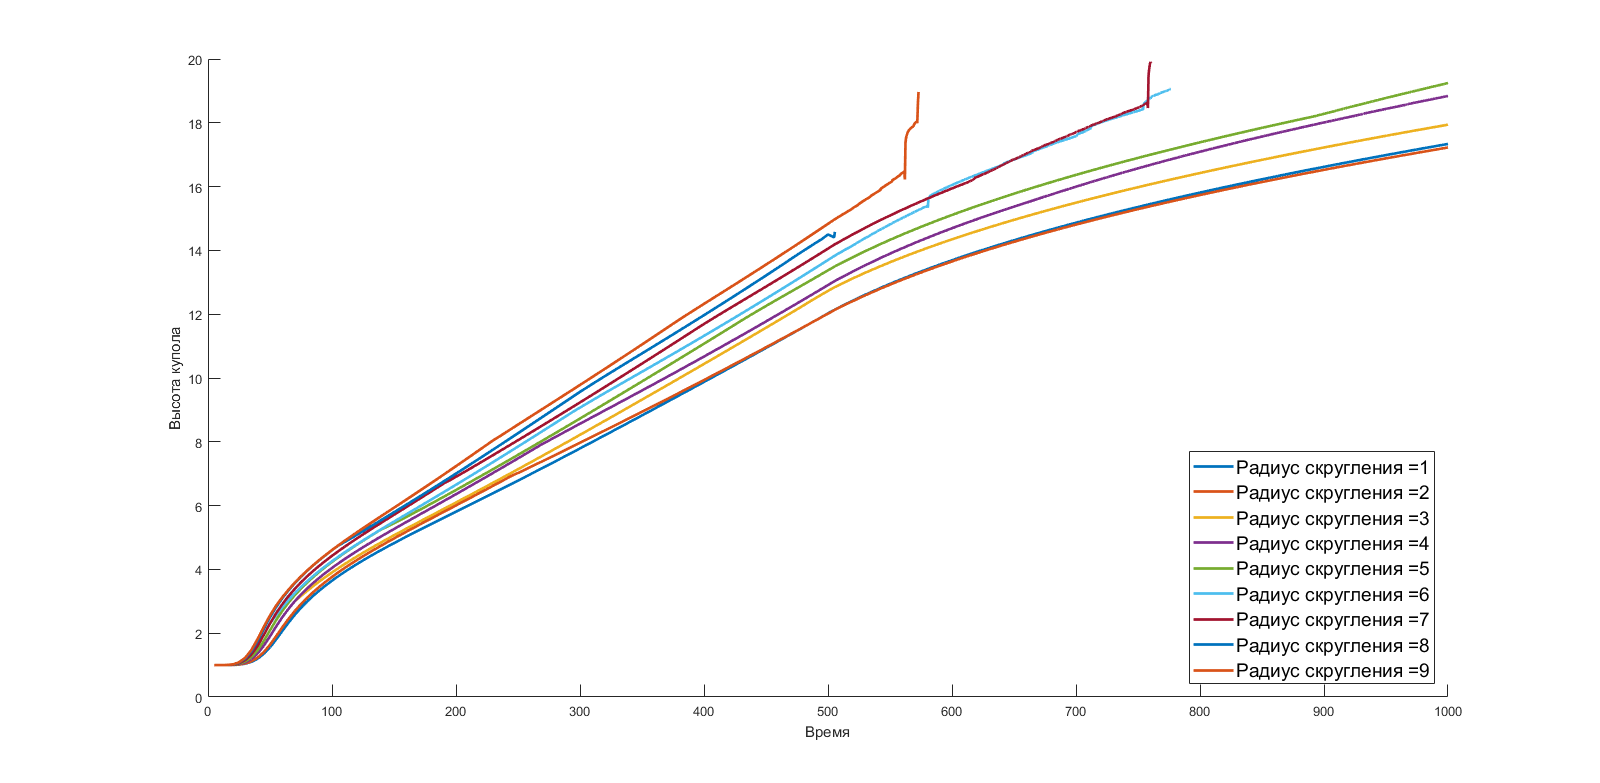 20
18
16
14
12
10
8
6
4
2
0
Высота купола
0 100 200 300 400 500 600 700 800 900 1000
Время
Радиус скругления =1
Радиус скругления =2
Радиус скругления =3
Радиус скругления =4
Радиус скругления =5
Радиус скругления =6
Радиус скругления =7
Радиус скругления =8
Радиус скругления =9